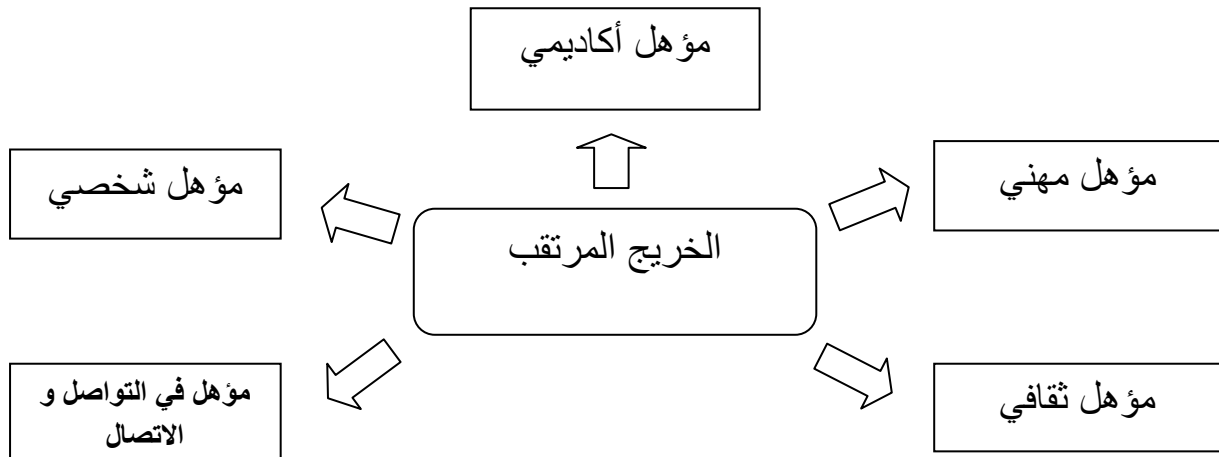 مؤهل أكاديمي
مؤهل مهني
مؤهل شخصي
الخريج المرتقب
مؤهل ثقافي
مؤهل في التواصل و
الاتصال